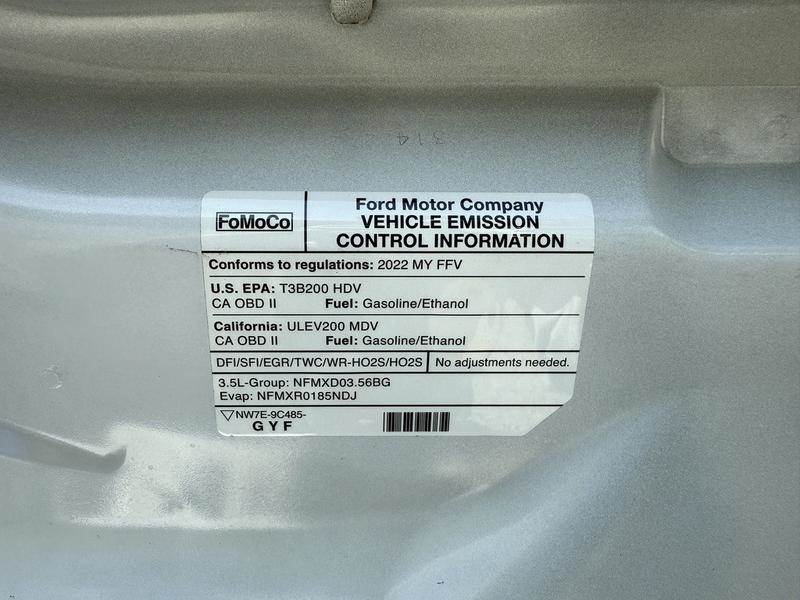 314
FoMoCo
Ford Motor Company
VEHICLE EMISSION
CONTROL INFORMATION
Conforms to regulations: 2022 MY FFV
U.S. EPA: T3B200 HDV
CA OBD II Fuel: Gasoline/Ethanol
California: ULEV200 MDV
CA OBD II Fuel: Gasoline/Ethanol
DFI/SFI/EGR/TWC/WR-HO2S/HO2S No adjustments needed.
3.5L-Group: NFMXD03.56BG
Evap: NFMXR0185NDJ
NW7E-9C485-
G Y F